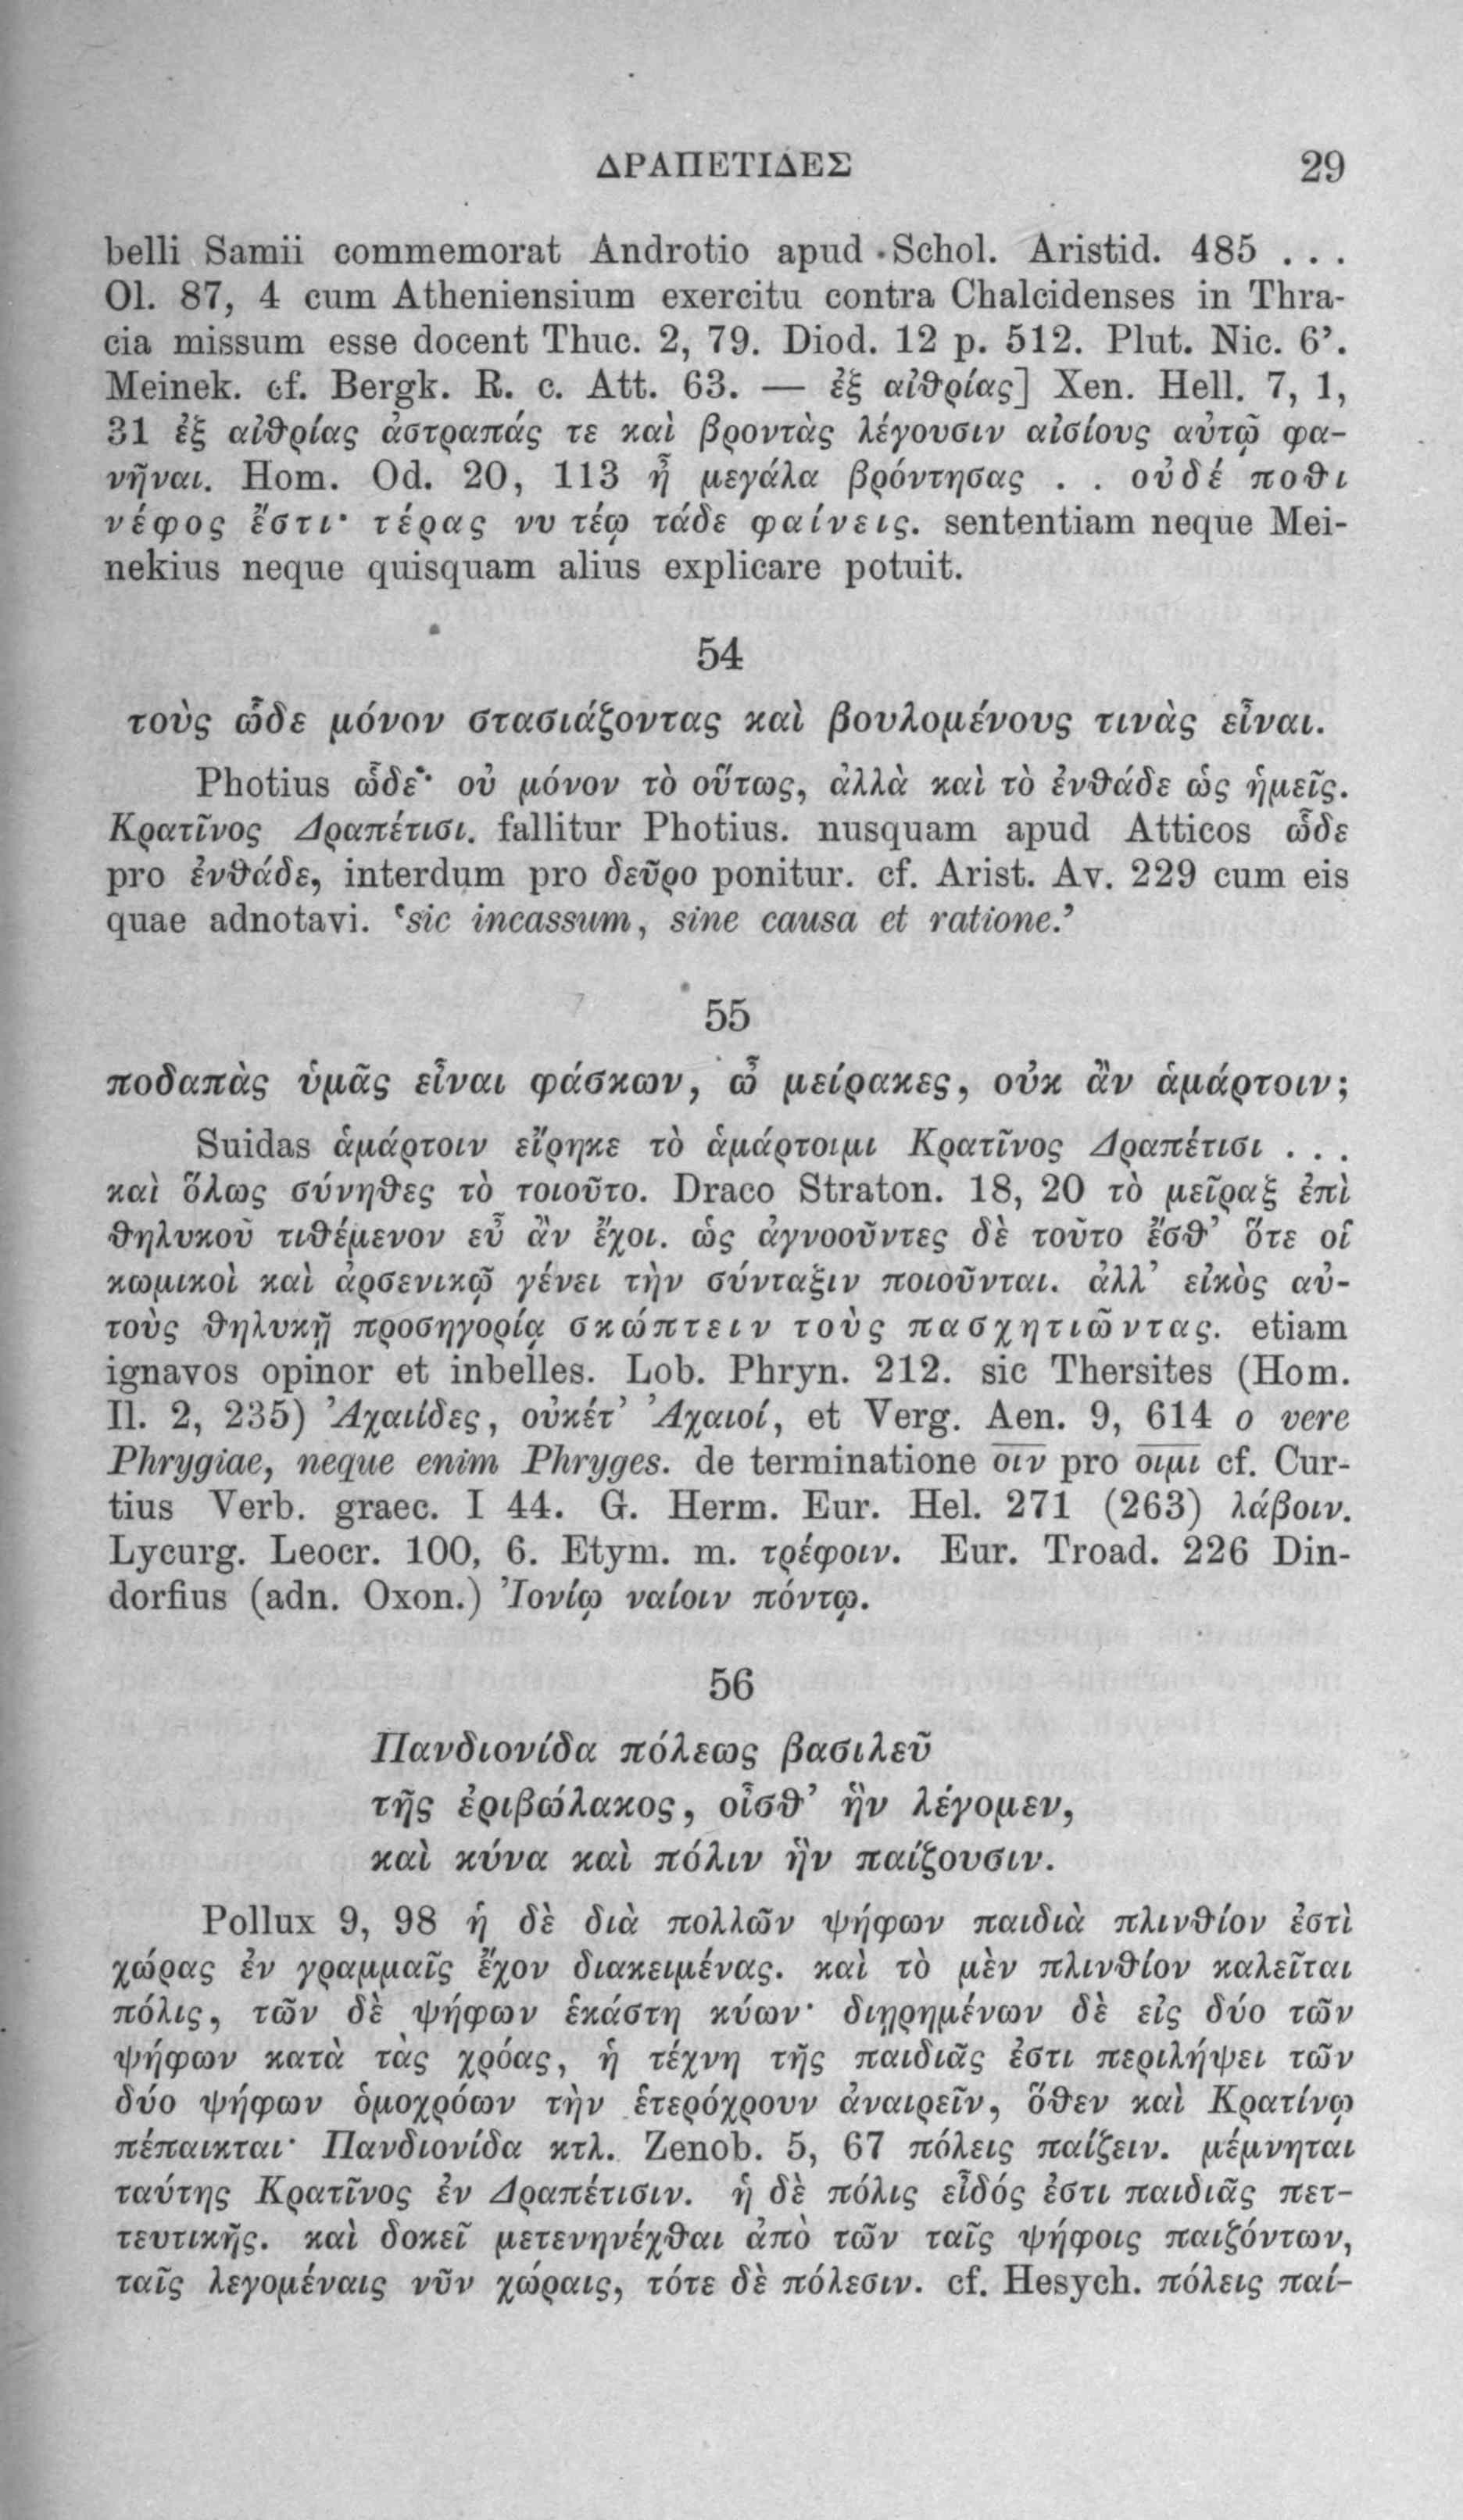 ΔΡΑΠΕΤΙΔΕΣ 29
belli Samii commemorat Androtio apud Schol. Aristid. 485 . . .
Ol. 87, 4 cum Atheniensium exercitu contra Chalcidenses in Thra-
cia missum esse docent Thuc. 2, 79. Diod. 12 p. 512. Plut. Nic. 6’.
Meinek. cf. Bergk. R. c. Att. 63. — ἐξ αἰθρίας] Xen. Hell. 7, 1,
31 ἐξ αἰθρίας ἀστραπάς τε καὶ βροντὰς λέγουσιν αἰσίους αὐτῷ φα-
νῆναι. Hom. Od. 20, 113 ἦ μεγάλα βρόντησας . . οὐδέ ποθι
νέφος ἔστι· τέρας νυ τέῳ τάδε φαίνεις. sententiam neque Mei-
nekius neque quisquam alius explicare potuit.
54
τοὺς ὧδε μόνον στασιάζοντας καὶ βουλομένους τινὰς εἶναι.
Photius ὧδε· οὐ μόνον τὸ οὕτως, ἀλλὰ καὶ τὸ ἐνθάδε ὡς ἡμεῖς.
Κρατῖνος Δραπέτισι. fallitur Photius. nusquam apud Atticos ὧδε
pro ἐνθάδε, interdum pro δεῦρο ponitur. cf. Arist. Av. 229 cum eis
quae adnotavi. ‘sic incassum, sine causa et ratione.’
55
ποδαπὰς ὑμᾶς εἶναι φάσκων, ὦ μείρακες, οὐκ ἂν ἁμάρτοιν;
Suidas ἁμάρτοιν εἴρηκε τὸ ἁμάρτοιμι Κρατῖνος Δραπέτισι . . .
καὶ ὅλως σύνηθες τὸ τοιοῦτο. Draco Straton. 18, 20 τὸ μεῖραξ ἐπὶ
θηλυκοῦ τιθέμενον εὖ ἂν ἔχοι. ὡς ἀγνοοῦντες δὲ τοῦτο ἔσθ’ ὅτε οἱ
κωμικοὶ καὶ ἀρσενικῷ γένει τὴν σύνταξιν ποιοῦνται. ἀλλ’ εἰκὸς αὐ-
τοὺς θηλυκῇ προσηγορίᾳ σκώπτειν τοὺς πασχητιῶντας. etiam
ignavos opinor et inbelles. Lob. Phryn. 212. sic Thersites (Hom.
Il. 2, 235) Ἀχαιίδες, οὐκέτ’ Ἀχαιοί, et Verg. Aen. 9, 614 o vere
Phrygiae, neque enim Phryges. de terminatione οιν pro οιμι cf. Cur-
tius Verb. graec. I 44. G. Herm. Eur. Hel. 271 (263) λάβοιν.
Lycurg. Leocr. 100, 6. Etym. m. τρέφοιν. Eur. Troad. 226 Din-
dorfius (adn. Oxon.) Ἰονίῳ ναίοιν πόντῳ.
56
Πανδιονίδα πόλεως βασιλεῦ
τῆς ἐριβώλακος, οἶσθ’ ἣν λέγομεν,
καὶ κύνα καὶ πόλιν ἣν παίζουσιν.
Pollux 9, 98 ἡ δὲ διὰ πολλῶν ψήφων παιδιὰ πλινθίον ἐστὶ
χώρας ἐν γραμμαῖς ἔχον διακειμένας. καὶ τὸ μὲν πλινθίον καλεῖται
πόλις, τῶν δὲ ψήφων ἑκάστη κύων· διῃρημένων δὲ εἰς δύο τῶν
ψήφων κατὰ τὰς χρόας, ἡ τέχνη τῆς παιδιᾶς ἐστι περιλήψει τῶν
δύο ψήφων ὁμοχρόων τὴν ἑτερόχρουν ἀναιρεῖν, ὅθεν καὶ Κρατίνῳ
πέπαικται· Πανδιονίδα κτλ. Zenob. 5, 67 πόλεις παίζειν. μέμνηται
ταύτης Κρατῖνος ἐν Δραπέτισιν. ἡ δὲ πόλις εἶδός ἐστι παιδιᾶς πετ-
τευτικῆς. καὶ δοκεῖ μετενηνέχθαι ἀπὸ τῶν ταῖς ψήφοις παιζόντων,
ταῖς λεγομέναις νῦν χώραις, τότε δὲ πόλεσιν. cf. Hesych. πόλεις παί-